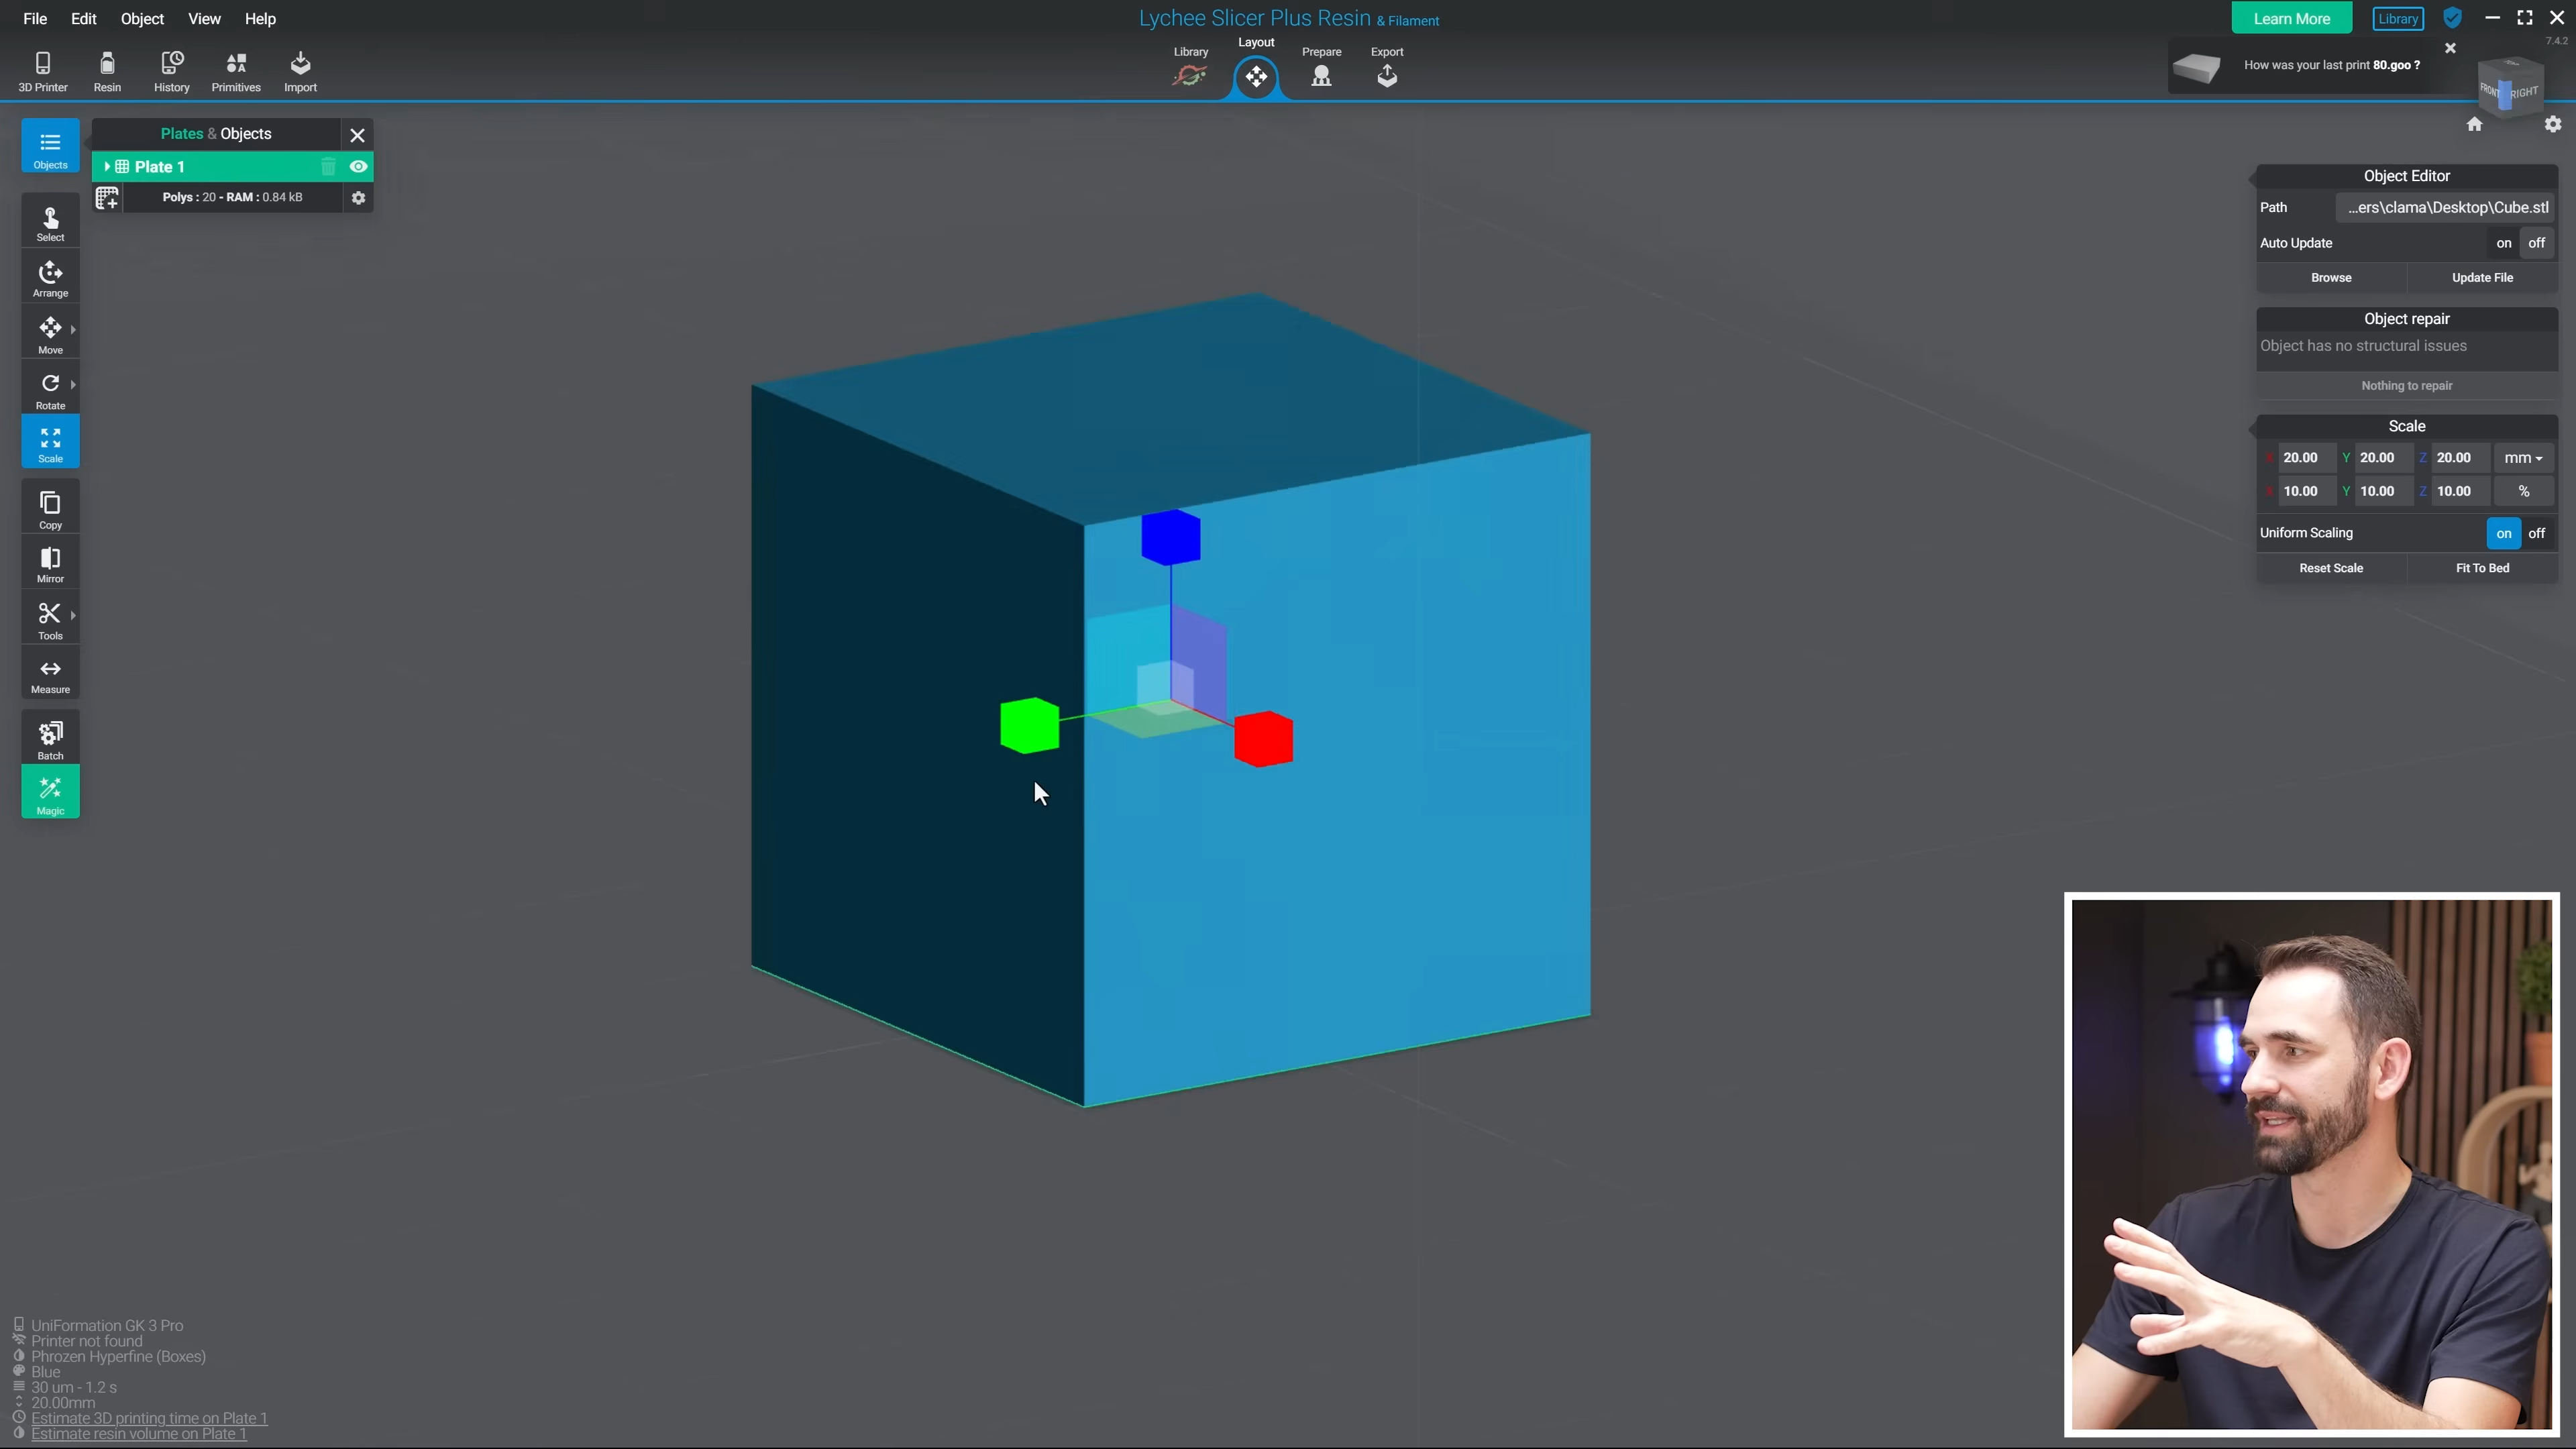 File Edit Object View Help
Lychee Slicer Plus Resin & Filament
Learn More
Library
7.4.2
3D Printer Resin History Primitives Import
Library Layout Prepare Export
How was your last print 80.goo ?
FRONT RIGHT
Objects
Plates & Objects
Plate 1
Polys : 20 - RAM : 0.84 kB
Select
Arrange
Move
Rotate
Scale
Copy
Mirror
Tools
Measure
Batch
Magic
Object Editor
Path ...ers\clama\Desktop\Cube.stl
Auto Update on off
Browse Update File
Object repair
Object has no structural issues
Nothing to repair
Scale
X 20.00 Y 20.00 Z 20.00 mm
X 10.00 Y 10.00 Z 10.00 %
Uniform Scaling on off
Reset Scale Fit To Bed
UniFormation GK 3 Pro
Printer not found
Phrozen Hyperfine (Boxes)
Blue
30 um - 1.2 s
20.00mm
Estimate 3D printing time on Plate 1
Estimate resin volume on Plate 1